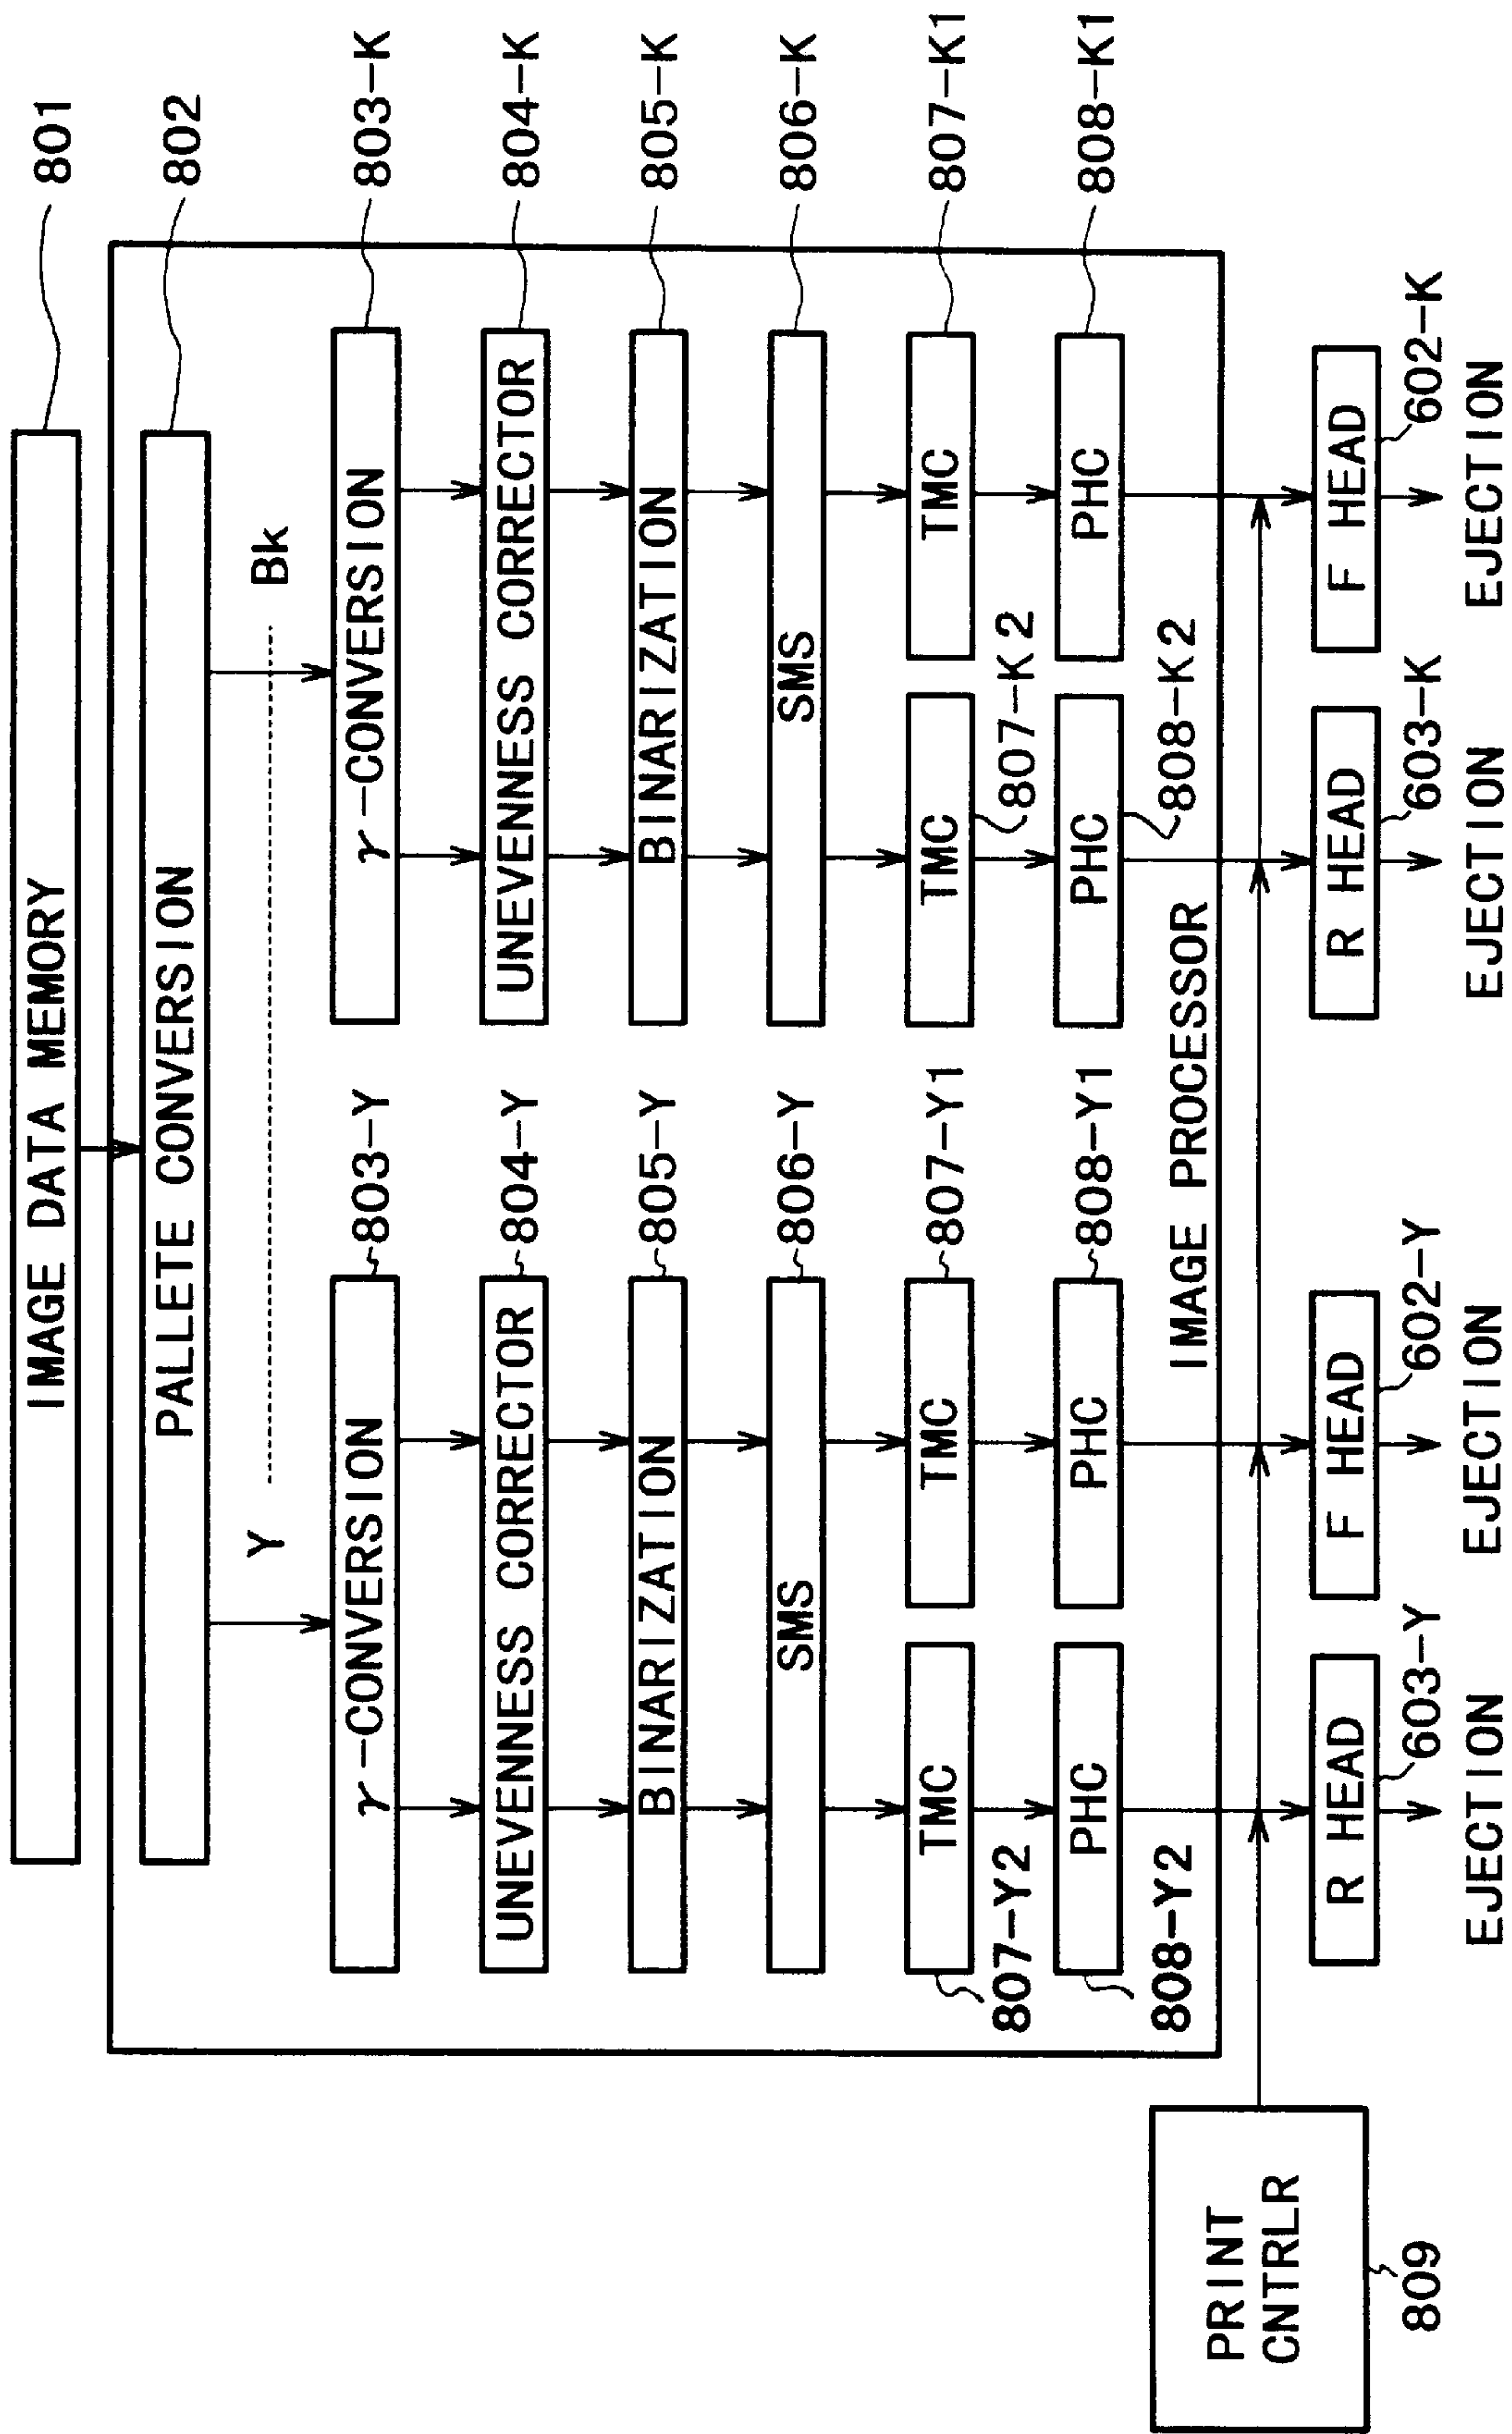 IMAGE DATA MEMORY
801
PALLETE CONVERSION
802
Y
Bk
γ-CONVERSION
803-Y
γ-CONVERSION
803-K
UNEVENNESS CORRECTOR
804-Y
UNEVENNESS CORRECTOR
804-K
BINARIZATION
805-Y
BINARIZATION
805-K
SMS
806-Y
SMS
806-K
TMC
807-Y2
TMC
807-Y1
TMC
807-K2
TMC
807-K1
PHC
808-Y2
PHC
808-Y1
PHC
808-K2
PHC
808-K1
IMAGE PROCESSOR
PRINT
CNTRLR
809
R HEAD
603-Y
F HEAD
602-Y
R HEAD
603-K
F HEAD
602-K
EJECTION
EJECTION
EJECTION
EJECTION